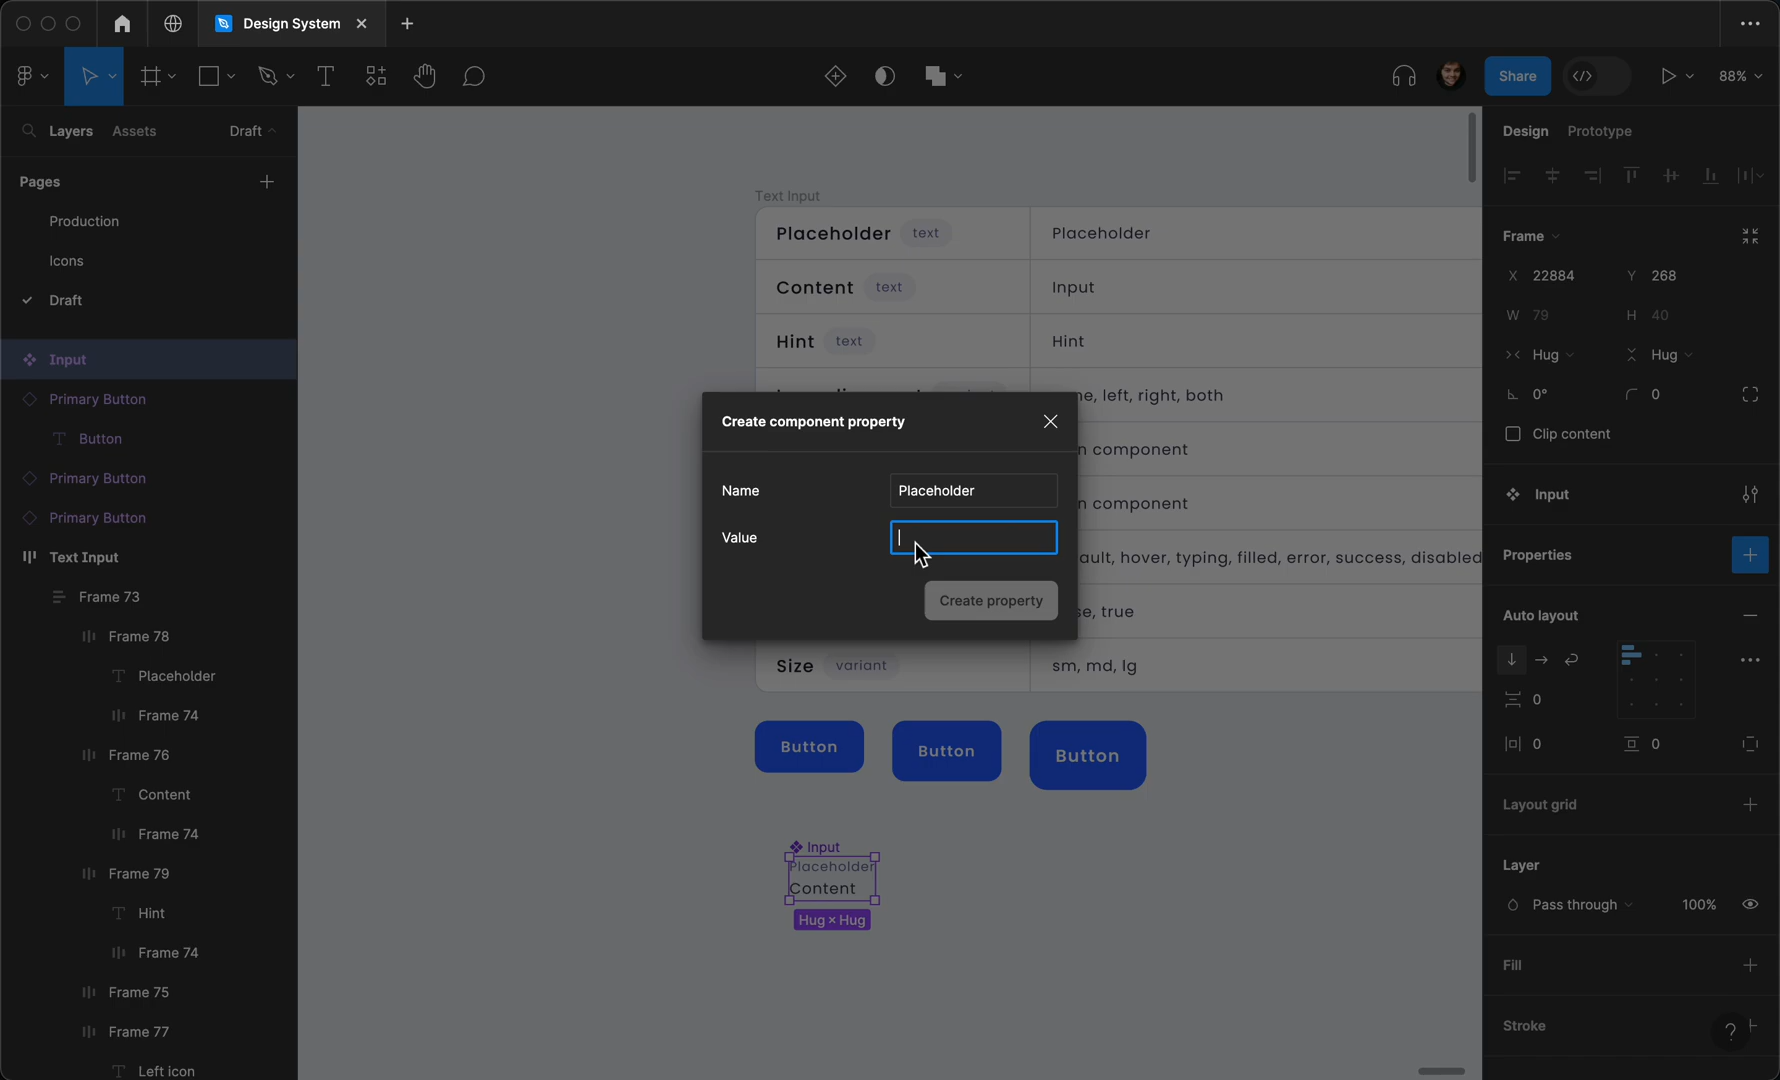 Design System
Share
88%
Layers
Assets
Draft
Pages
Production
Icons
Draft
Input
Primary Button
Button
Primary Button
Primary Button
Text Input
Frame 73
Frame 78
Placeholder
Frame 74
Frame 76
Content
Frame 74
Frame 79
Hint
Frame 74
Frame 75
Frame 77
Left icon
Text Input
Placeholder text Placeholder
Content text Input
Hint text Hint
ne, left, right, both
n component
n component
ault, hover, typing, filled, error, success, disabled
se, true
Size variant sm, md, lg
Create component property
Name Placeholder
Value
Create property
Button
Button
Button
Input
Placeholder
Content
Hug × Hug
Design
Prototype
Frame
X 22884 Y 268
W 79 H 40
Hug Hug
0° 0
Clip content
Input
Properties
Auto layout
0
0 0
Layout grid
Layer
Pass through 100%
Fill
Stroke
?